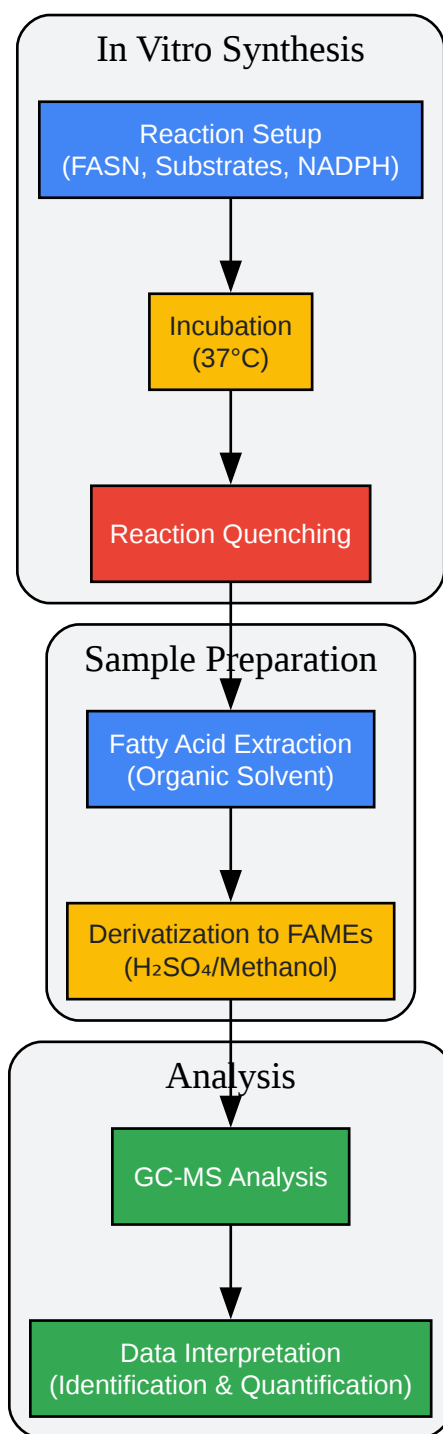 In Vitro Synthesis
Reaction Setup
(FASN, Substrates, NADPH)
Incubation
(37°C)
Reaction Quenching
Sample Preparation
Fatty Acid Extraction
(Organic Solvent)
Derivatization to FAMEs
(H₂SO₄/Methanol)
Analysis
GC-MS Analysis
Data Interpretation
(Identification & Quantification)